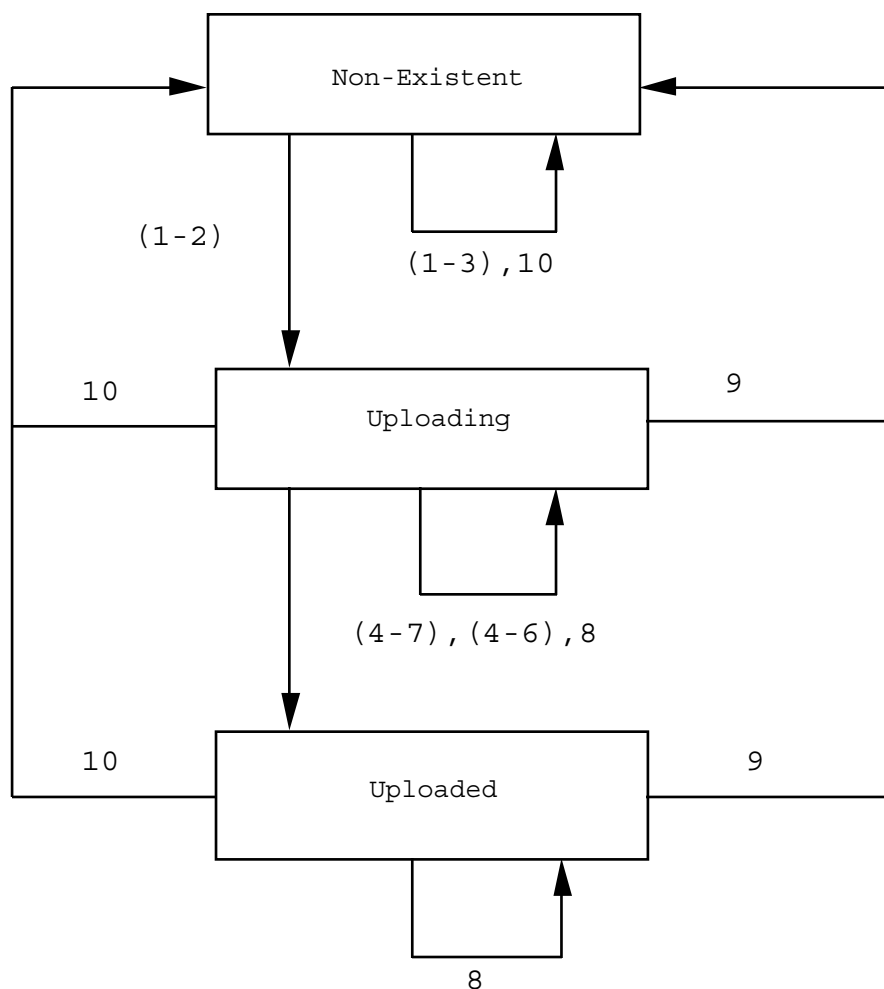 Non-Existent
(1-2)
(1-3),10
10
9
Uploading
(4-7),(4-6),8
10
9
Uploaded
8